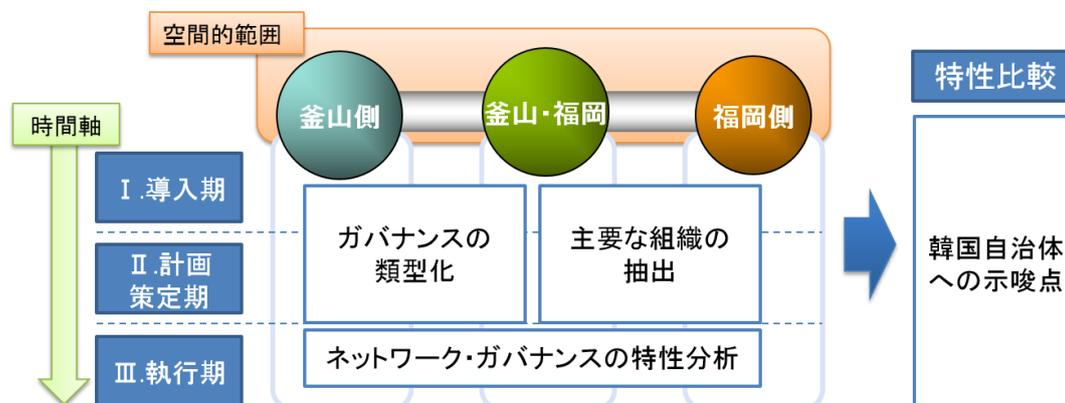 空間的範囲
特性比較
釜山側
釜山・福岡
福岡側
時間軸
Ⅰ.導入期
ガバナンスの
類型化
主要な組織の
抽出
Ⅱ.計画
策定期
韓国自治体
への示唆点
Ⅲ.執行期
ネットワーク・ガバナンスの特性分析